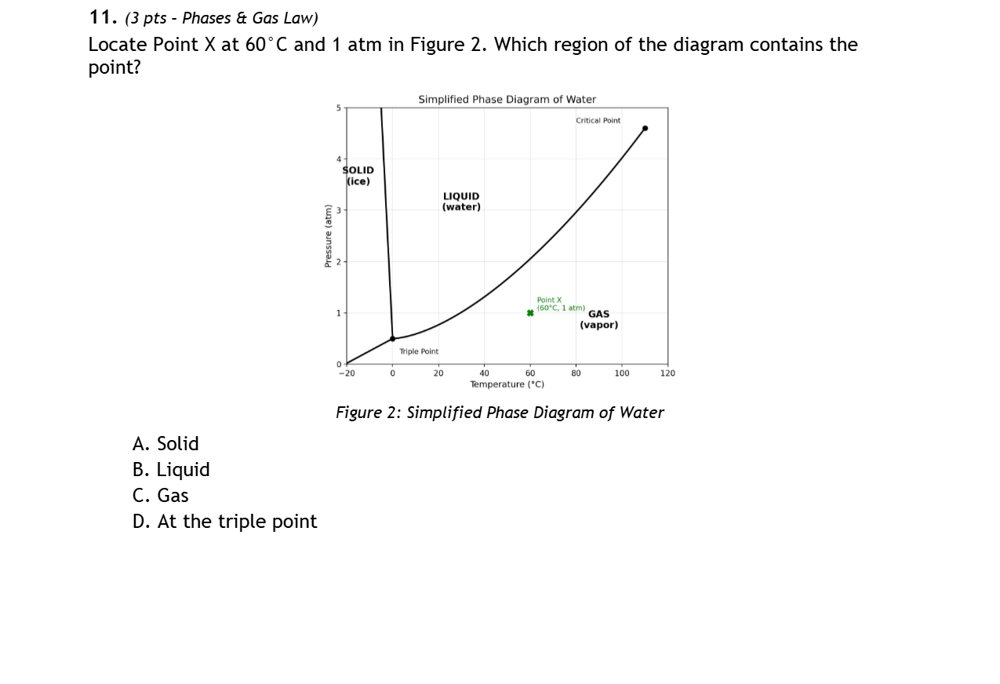 11. (3 pts - Phases & Gas Law)
Locate Point X at 60°C and 1 atm in Figure 2. Which region of the diagram contains the
point?
Simplified Phase Diagram of Water
5
Critical Point
4
SOLID
(ice)
LIQUID
(water)
3
Pressure (atm)
2
Point X
(60°C, 1 atm)
1
GAS
(vapor)
Triple Point
0
−20 0 20 40 60 80 100 120
Temperature (°C)
Figure 2: Simplified Phase Diagram of Water
A. Solid
B. Liquid
C. Gas
D. At the triple point